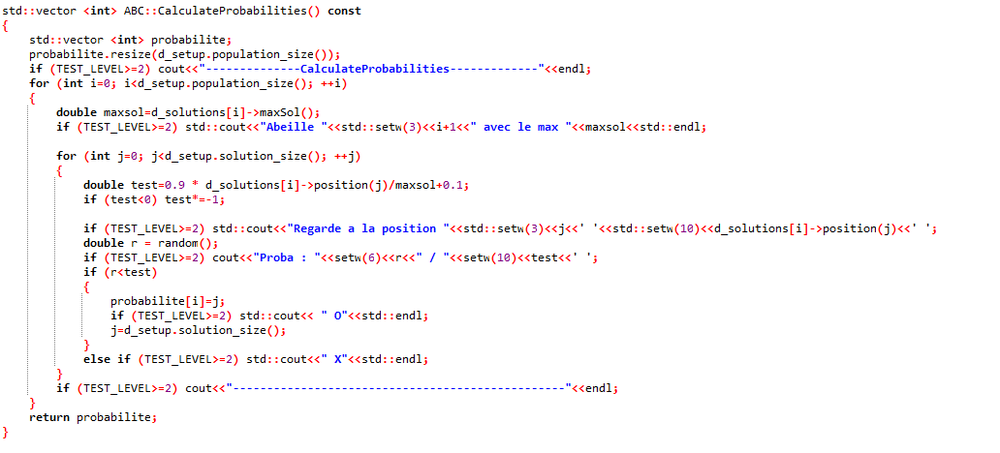 std::vector <int> ABC::CalculateProbabilities() const
{
    std::vector <int> probabilite;
    probabilite.resize(d_setup.population_size());
    if (TEST_LEVEL>=2) cout<<"--------------CalculateProbabilities-------------"<<endl;
    for (int i=0; i<d_setup.population_size(); ++i)
    {
        double maxsol=d_solutions[i]->maxSol();
        if (TEST_LEVEL>=2) std::cout<<"Abeille "<<std::setw(3)<<i+1<<" avec le max "<<maxsol<<std::endl;

        for (int j=0; j<d_setup.solution_size(); ++j)
        {
            double test=0.9 * d_solutions[i]->position(j)/maxsol+0.1;
            if (test<0) test*=-1;

            if (TEST_LEVEL>=2) std::cout<<"Regarde a la position "<<std::setw(3)<<j<<' '<<std::setw(10)<<d_solutions[i]->position(j)<<' ';
            double r = random();
            if (TEST_LEVEL>=2) cout<<"Proba : "<<setw(6)<<r<<" / "<<setw(10)<<test<<' ';
            if (r<test)
            {
                probabilite[i]=j;
                if (TEST_LEVEL>=2) std::cout<< " O"<<std::endl;
                j=d_setup.solution_size();
            }
            else if (TEST_LEVEL>=2) std::cout<<" X"<<std::endl;
        }
        if (TEST_LEVEL>=2) cout<<"-------------------------------------------------"<<endl;
    }
    return probabilite;
}